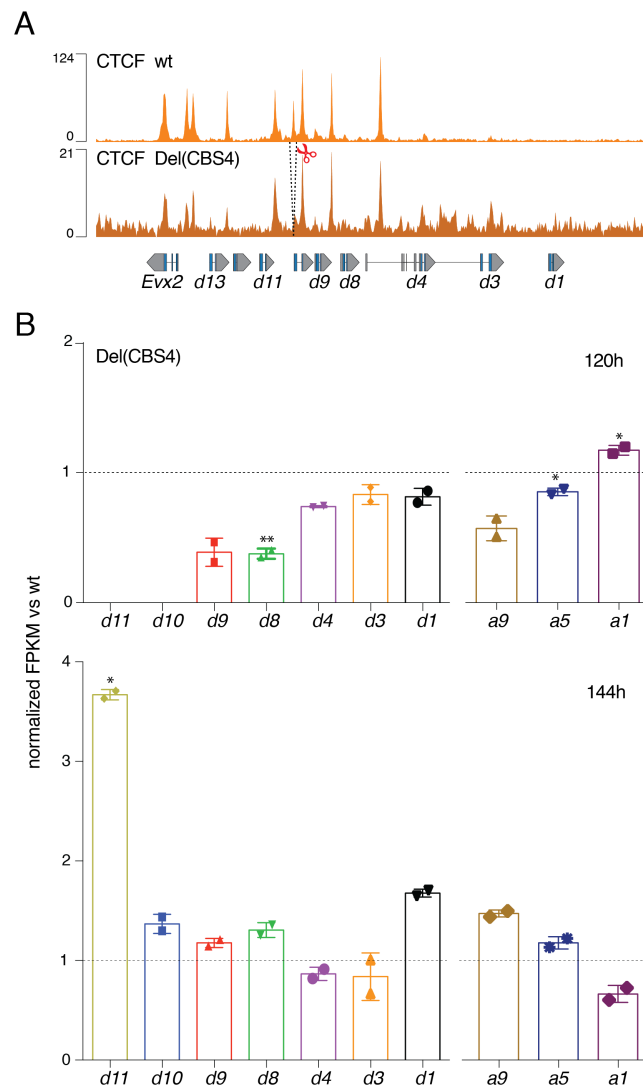 A
124
CTCF wt
0
21
CTCF Del(CBS4)
0
Evx2 d13 d11 d9 d8 d4 d3 d1
B
normalized FPKM vs wt
2
Del(CBS4)
120h
*
1
*
**
0
d11 d10 d9 d8 d4 d3 d1 a9 a5 a1
4
144h
*
3
2
1
0
d11 d10 d9 d8 d4 d3 d1 a9 a5 a1